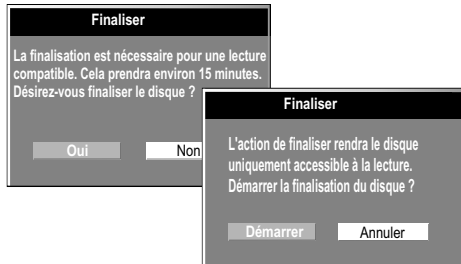 Finaliser
La finalisation est nécessaire pour une lecture
compatible. Cela prendra environ 15 minutes.
Désirez-vous finaliser le disque ?
Oui
Non
Finaliser
L'action de finaliser rendra le disque
uniquement accessible à la lecture.
Démarrer la finalisation du disque ?
Démarrer
Annuler